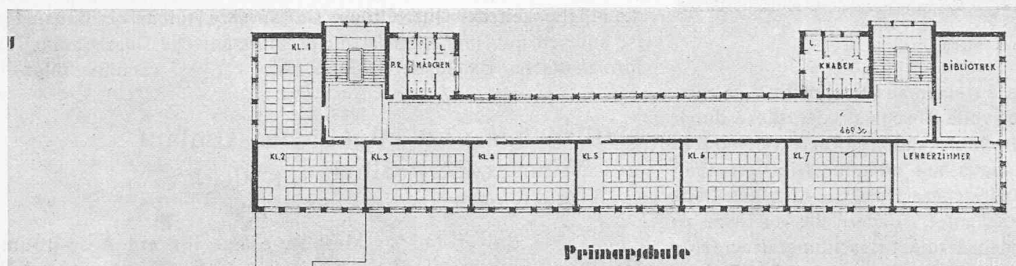 KL.1
P.R.
MÄDCHEN
L.
L.
KNABEN
BIBLIOTHEK
469.30
KL.2
KL.3
KL.4
KL.5
KL.6
KL.7
LEHRERZIMMER
Primarschule